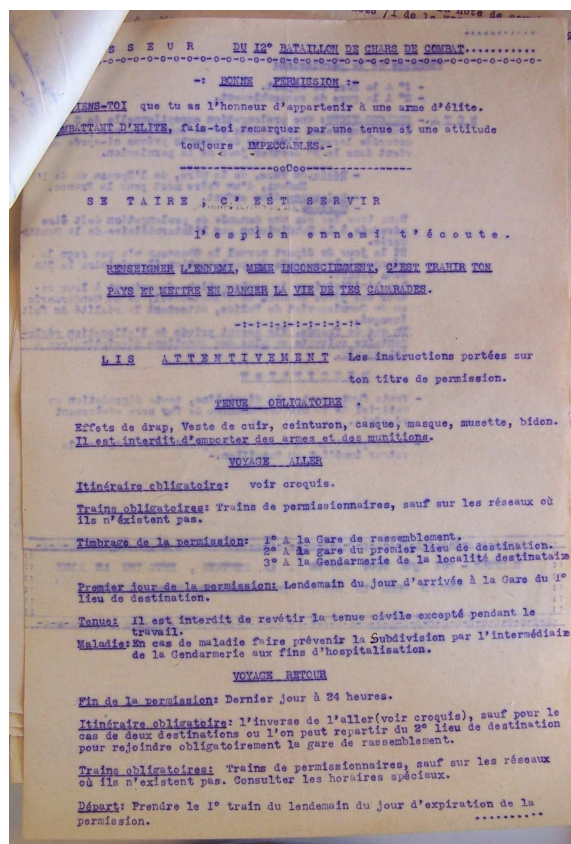 SSEUR DU 12° BATAILLON DE CHARS DE COMBAT..........
-o-o-o-o-o-o-o-o-o-o-o-o-o-o-o-o-o-o-o-o-o-o-o-o-o-o-
-: BONNE PERMISSION :-
IENS-TOI que tu as l'honneur d'appartenir à une arme d'élite.
MBATTANT D'ELITE, fais-toi remarquer par une tenue et une attitude
toujours IMPECCABLES.-
---------------ooOoo---------------
SE TAIRE, C'EST SERVIR
l'espion ennemi t'écoute.
RENSEIGNER L'ENNEMI, MEME INCONSCIEMMENT, C'EST TRAHIR TON
PAYS ET METTRE EN DANGER LA VIE DE TES CAMARADES.
-:-:-:-:-:-:-:-:-:-
LIS ATTENTIVEMENT Les instructions portées sur
ton titre de permission.
TENUE OBLIGATOIRE.
Effets de drap, Veste de cuir, ceinturon, casque, masque, musette, bidon.
Il est interdit d'emporter des armes et des munitions.
VOYAGE ALLER
Itinéraire obligatoire: voir croquis.
Trains obligatoires: Trains de permissionnaires, sauf sur les réseaux où
ils n'éxistent pas.
Timbrage de la permission: I° A la Gare de rassemblement.
2° A la gare du premier lieu de destination.
3° A la Gendarmerie de la localité destinataire
Premier jour de la permission: Lendemain du jour d'arrivée à la Gare du I°
lieu de destination.
Tenue: Il est interdit de revétir la tenue civile excepté pendant le
travail.
Maladie: En cas de maladie faire prévenir la Subdivision par l'intermédiaire
de la Gendarmerie aux fins d'hospitalisation.
VOYAGE RETOUR
Fin de la permission: Dernier jour à 24 heures.
Itinéraire obligatoire: l'inverse de l'aller(voir croquis), sauf pour le
cas de deux destinations ou l'on peut repartir du 2° lieu de destination
pour rejoindre obligatoirement la gare de rassemblement.
Trains obligatoires: Trains de permissionnaires, sauf sur les réseaux
où ils n'éxistent pas. Consulter les horaires spéciaux.
Départ: Prendre le I° train du lendemain du jour d'expiration de la
permission. ..........